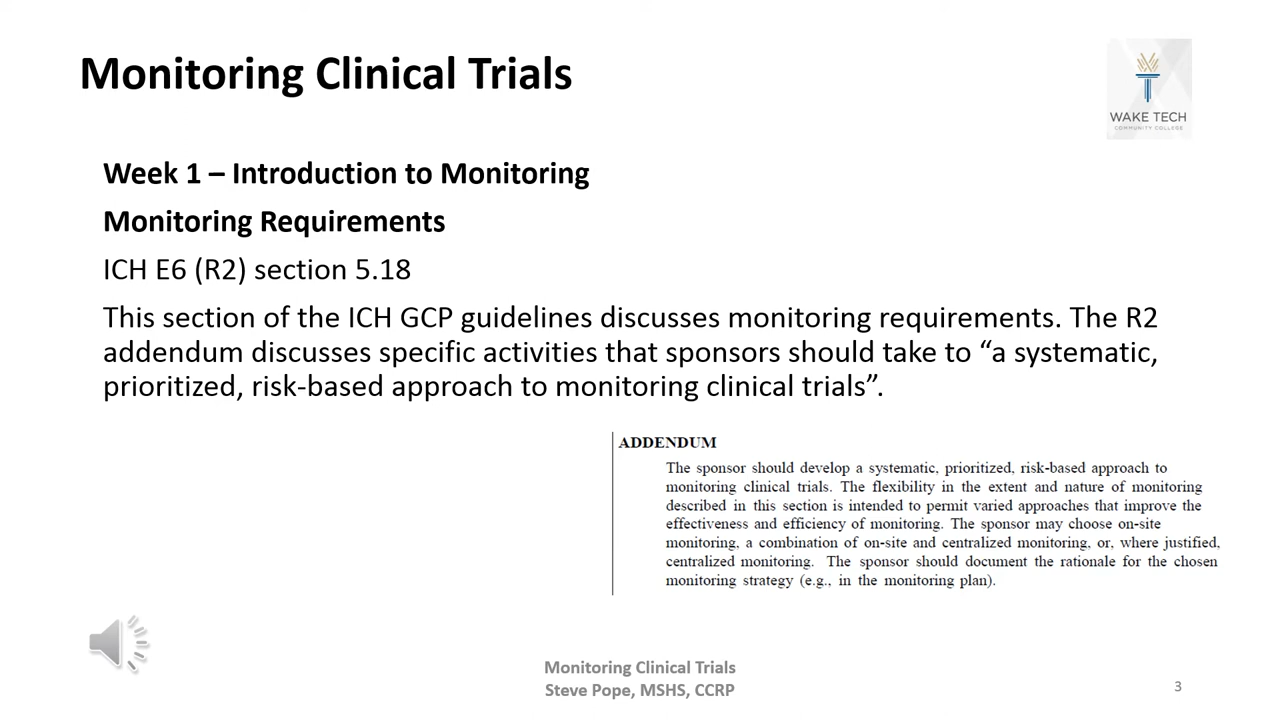 Monitoring Clinical Trials
WAKE TECH
COMMUNITY COLLEGE
Week 1 – Introduction to Monitoring
Monitoring Requirements
ICH E6 (R2) section 5.18
This section of the ICH GCP guidelines discusses monitoring requirements. The R2
addendum discusses specific activities that sponsors should take to “a systematic,
prioritized, risk-based approach to monitoring clinical trials”.
ADDENDUM
The sponsor should develop a systematic, prioritized, risk-based approach to
monitoring clinical trials. The flexibility in the extent and nature of monitoring
described in this section is intended to permit varied approaches that improve the
effectiveness and efficiency of monitoring. The sponsor may choose on-site
monitoring, a combination of on-site and centralized monitoring, or, where justified,
centralized monitoring. The sponsor should document the rationale for the chosen
monitoring strategy (e.g., in the monitoring plan).
Monitoring Clinical Trials
Steve Pope, MSHS, CCRP
3